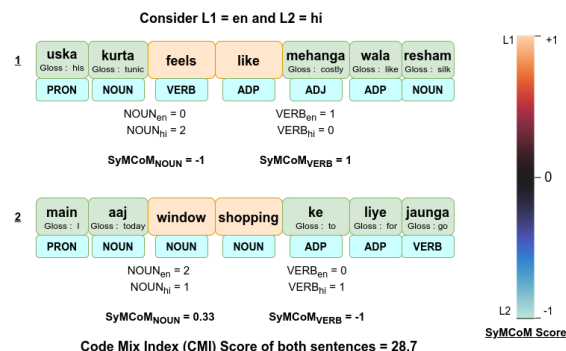 Consider L1 = en and L2 = hi
1
uska kurta feels like mehanga wala resham
Gloss : his Gloss : tunic Gloss : costly Gloss : like Gloss : silk
PRON NOUN VERB ADP ADJ ADP NOUN
NOUNen = 0 VERBen = 1
NOUNhi = 2 VERBhi = 0
SyMCoMNOUN = -1 SyMCoMVERB = 1
2
main aaj window shopping ke liye jaunga
Gloss : I Gloss : today Gloss : to Gloss : for Gloss : go
PRON NOUN NOUN NOUN ADP ADP VERB
NOUNen = 2 VERBen = 0
NOUNhi = 1 VERBhi = 1
SyMCoMNOUN = 0.33 SyMCoMVERB = -1
Code Mix Index (CMI) Score of both sentences = 28.7
L1 +1
0
L2 -1
SyMCoM Score